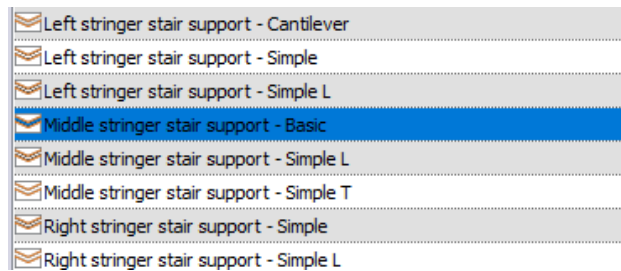 Left stringer stair support - Cantilever
Left stringer stair support - Simple
Left stringer stair support - Simple L
Middle stringer stair support - Basic
Middle stringer stair support - Simple L
Middle stringer stair support - Simple T
Right stringer stair support - Simple
Right stringer stair support - Simple L